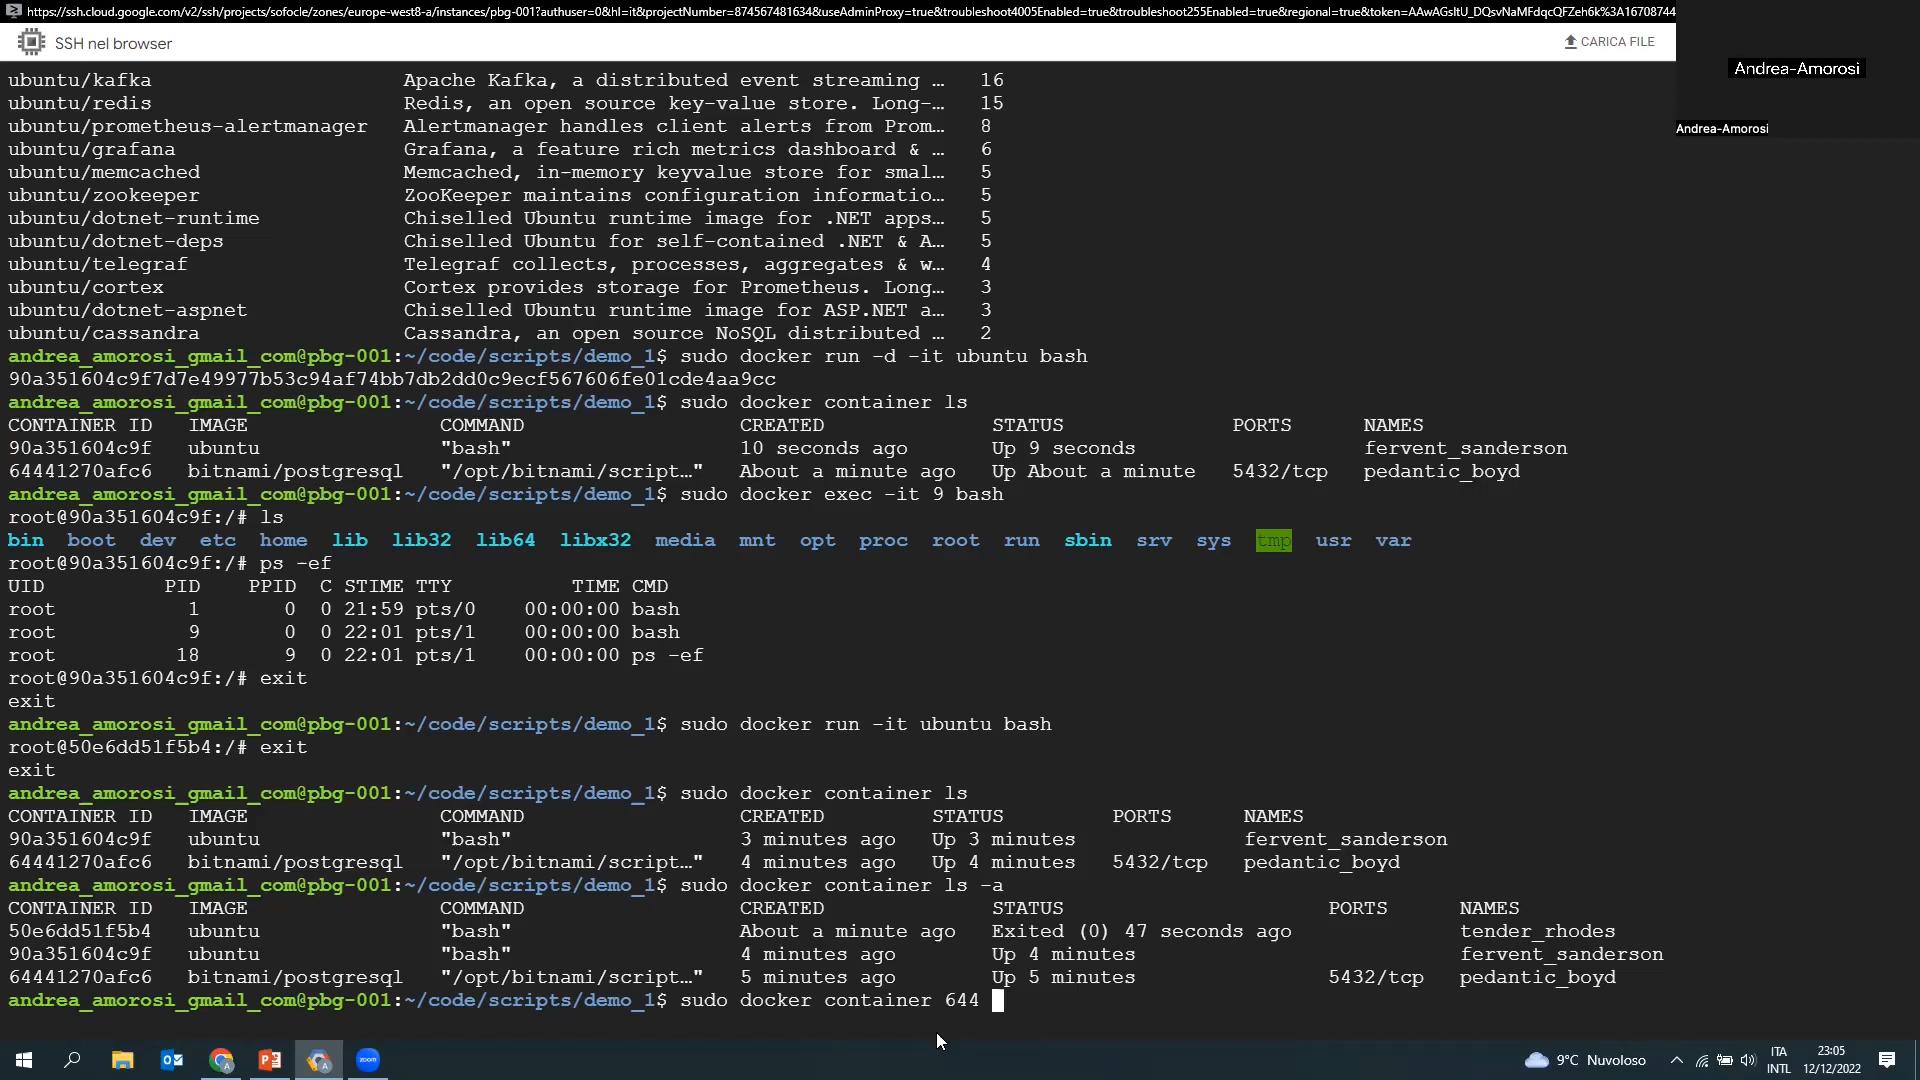 https://ssh.cloud.google.com/v2/ssh/projects/sofocle/zones/europe-west8-a/instances/pbg-001?authuser=0&hl=it&projectNumber=874567481634&useAdminProxy=true&troubleshoot4005Enabled=true&troubleshoot255Enabled=true&regional=true&token=AAwAGsltU_DQsvNaMFdqcQFZeh6k%3A16708744
SSH nel browser
CARICA FILE
Andrea-Amorosi
Andrea-Amorosi
ubuntu/kafka Apache Kafka, a distributed event streaming … 16
ubuntu/redis Redis, an open source key-value store. Long-… 15
ubuntu/prometheus-alertmanager Alertmanager handles client alerts from Prom… 8
ubuntu/grafana Grafana, a feature rich metrics dashboard & … 6
ubuntu/memcached Memcached, in-memory keyvalue store for smal… 5
ubuntu/zookeeper ZooKeeper maintains configuration informatio… 5
ubuntu/dotnet-runtime Chiselled Ubuntu runtime image for .NET apps… 5
ubuntu/dotnet-deps Chiselled Ubuntu for self-contained .NET & A… 5
ubuntu/telegraf Telegraf collects, processes, aggregates & w… 4
ubuntu/cortex Cortex provides storage for Prometheus. Long… 3
ubuntu/dotnet-aspnet Chiselled Ubuntu runtime image for ASP.NET a… 3
ubuntu/cassandra Cassandra, an open source NoSQL distributed … 2
andrea_amorosi_gmail_com@pbg-001:~/code/scripts/demo_1$ sudo docker run -d -it ubuntu bash
90a351604c9f7d7e49977b53c94af74bb7db2dd0c9ecf567606fe01cde4aa9cc
andrea_amorosi_gmail_com@pbg-001:~/code/scripts/demo_1$ sudo docker container ls
CONTAINER ID IMAGE COMMAND CREATED STATUS PORTS NAMES
90a351604c9f ubuntu "bash" 10 seconds ago Up 9 seconds fervent_sanderson
64441270afc6 bitnami/postgresql "/opt/bitnami/script…" About a minute ago Up About a minute 5432/tcp pedantic_boyd
andrea_amorosi_gmail_com@pbg-001:~/code/scripts/demo_1$ sudo docker exec -it 9 bash
root@90a351604c9f:/# ls
bin boot dev etc home lib lib32 lib64 libx32 media mnt opt proc root run sbin srv sys tmp usr var
root@90a351604c9f:/# ps -ef
UID PID PPID C STIME TTY TIME CMD
root 1 0 0 21:59 pts/0 00:00:00 bash
root 9 0 0 22:01 pts/1 00:00:00 bash
root 18 9 0 22:01 pts/1 00:00:00 ps -ef
root@90a351604c9f:/# exit
exit
andrea_amorosi_gmail_com@pbg-001:~/code/scripts/demo_1$ sudo docker run -it ubuntu bash
root@50e6dd51f5b4:/# exit
exit
andrea_amorosi_gmail_com@pbg-001:~/code/scripts/demo_1$ sudo docker container ls
CONTAINER ID IMAGE COMMAND CREATED STATUS PORTS NAMES
90a351604c9f ubuntu "bash" 3 minutes ago Up 3 minutes fervent_sanderson
64441270afc6 bitnami/postgresql "/opt/bitnami/script…" 4 minutes ago Up 4 minutes 5432/tcp pedantic_boyd
andrea_amorosi_gmail_com@pbg-001:~/code/scripts/demo_1$ sudo docker container ls -a
CONTAINER ID IMAGE COMMAND CREATED STATUS PORTS NAMES
50e6dd51f5b4 ubuntu "bash" About a minute ago Exited (0) 47 seconds ago tender_rhodes
90a351604c9f ubuntu "bash" 4 minutes ago Up 4 minutes fervent_sanderson
64441270afc6 bitnami/postgresql "/opt/bitnami/script…" 5 minutes ago Up 5 minutes 5432/tcp pedantic_boyd
andrea_amorosi_gmail_com@pbg-001:~/code/scripts/demo_1$ sudo docker container 644
zoom
9°C Nuvoloso
ITA
INTL
23:05
12/12/2022